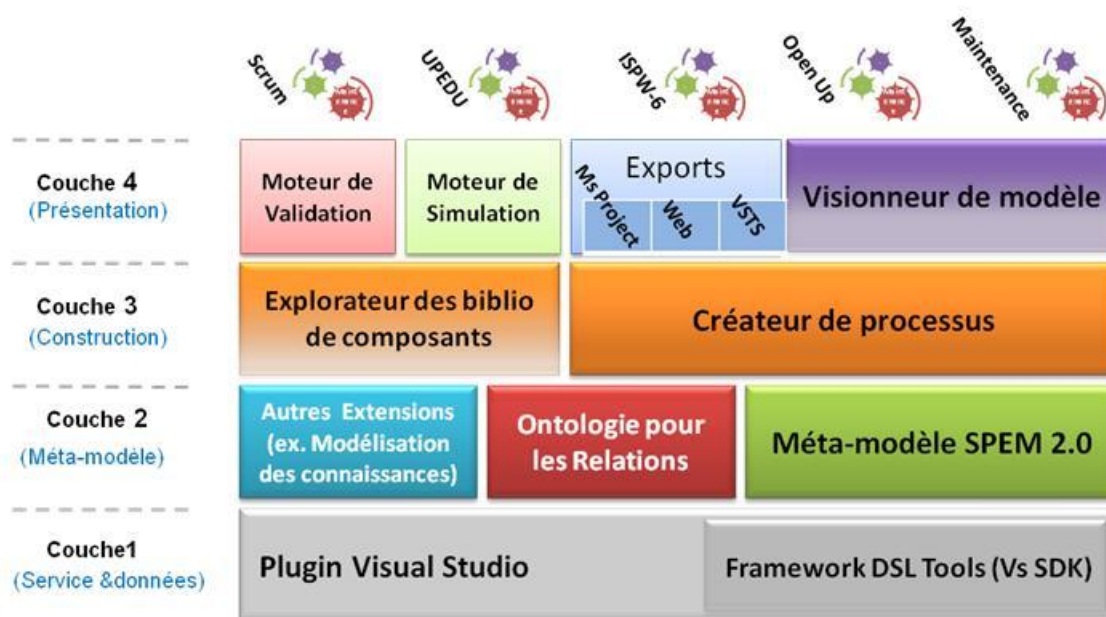 Scrum
UPEDU
ISPW-6
Open Up
Maintenance
Couche 4
(Présentation)
Moteur de
Validation
Moteur de
Simulation
Exports
Ms Project
Web
VSTS
Visionneur de modèle
Couche 3
(Construction)
Explorateur des biblio
de composants
Créateur de processus
Couche 2
(Méta-modèle)
Autres Extensions
(ex. Modélisation
des connaissances)
Ontologie pour
les Relations
Méta-modèle SPEM 2.0
Couche1
(Service &données)
Plugin Visual Studio
Framework DSL Tools (Vs SDK)